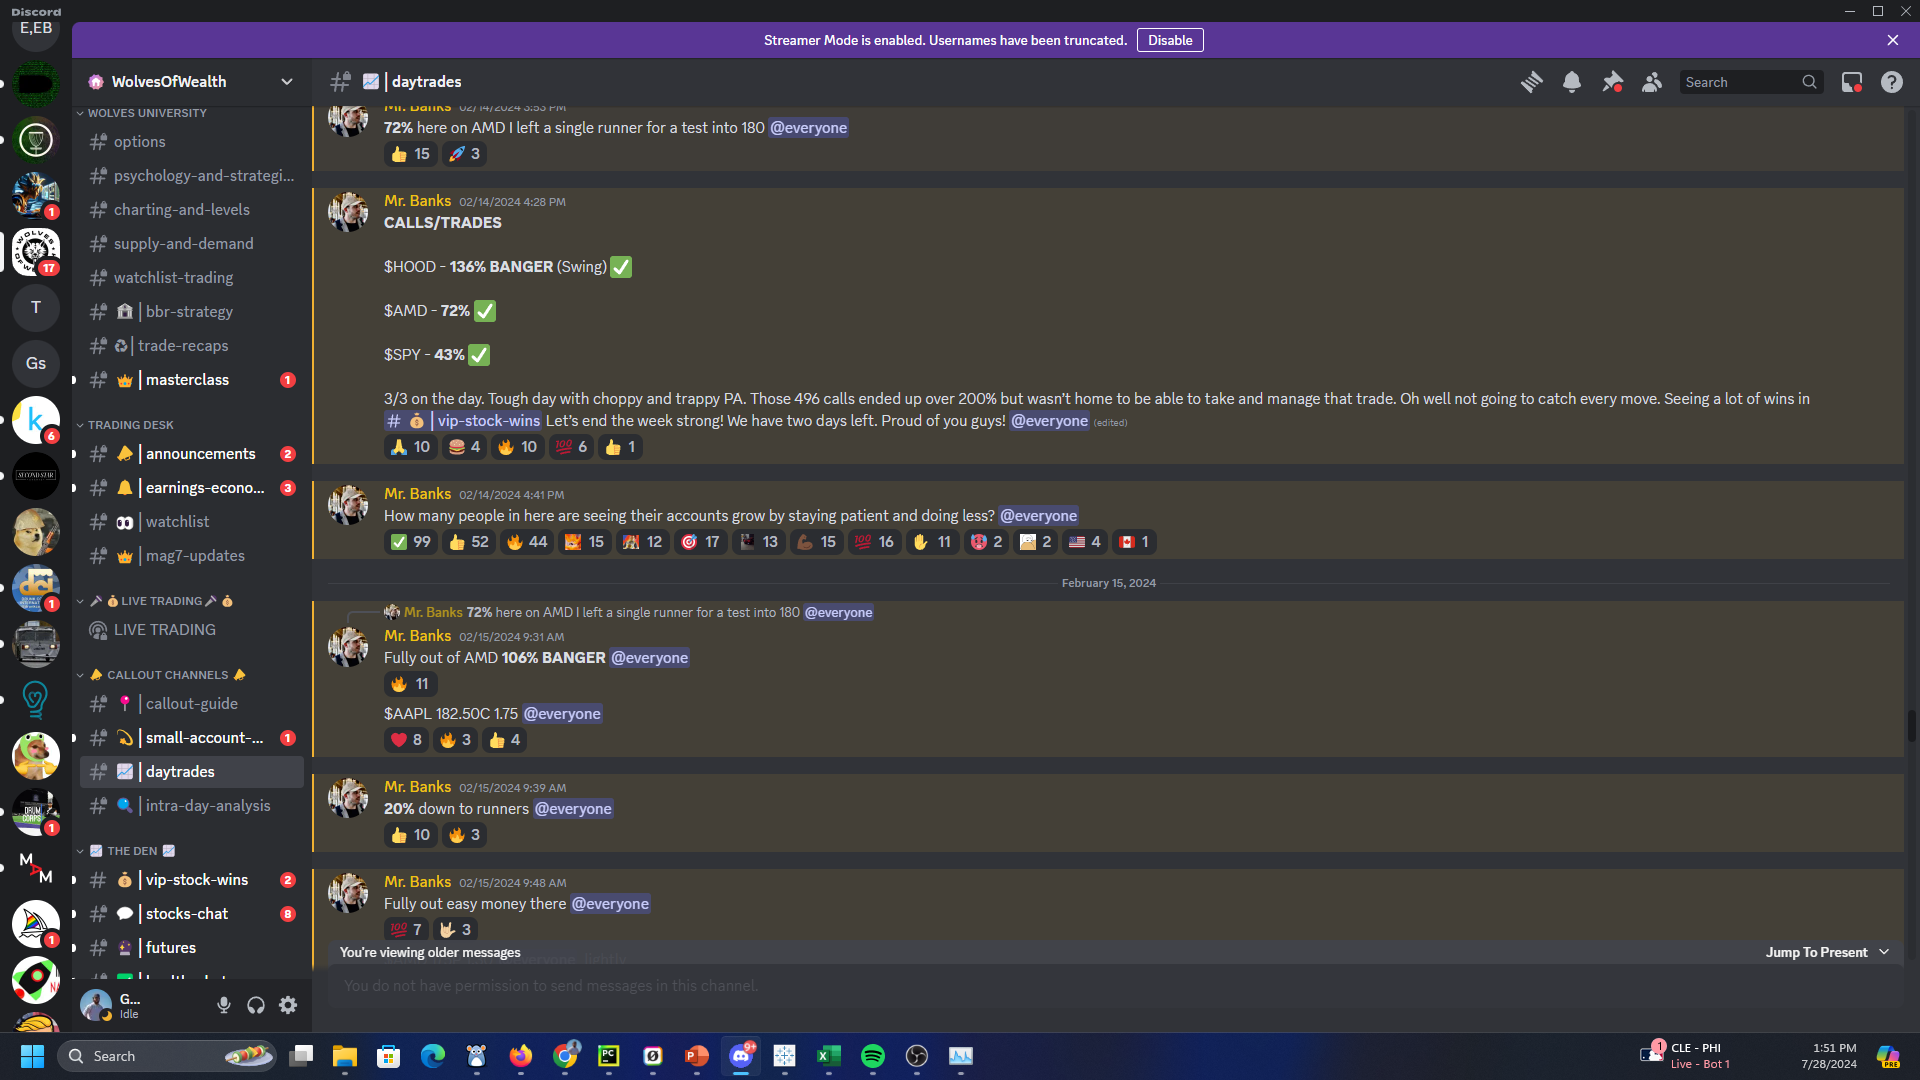 Discord
E,EB
Streamer Mode is enabled. Usernames have been truncated. Disable
WolvesOfWealth
| daytrades
Search
WOLVES UNIVERSITY
options
psychology-and-strategi...
charting-and-levels
supply-and-demand
watchlist-trading
| bbr-strategy
| trade-recaps
| masterclass 1
TRADING DESK
| announcements 2
| earnings-econo... 3
| watchlist
| mag7-updates
LIVE TRADING
LIVE TRADING
CALLOUT CHANNELS
| callout-guide
| small-account-... 1
| daytrades
| intra-day-analysis
THE DEN
| vip-stock-wins 2
| stocks-chat 8
| futures
1
WOLVES
17
T
Gs
k
6
SECOND STAR
dci
1
DRUM
CORPS
1
M
A
M
1
G...
Idle
Mr. Banks 02/14/2024 3:53 PM
72% here on AMD I left a single runner for a test into 180 @everyone
15 3
Mr. Banks 02/14/2024 4:28 PM
CALLS/TRADES
$HOOD - 136% BANGER (Swing) ✅
$AMD - 72% ✅
$SPY - 43% ✅
3/3 on the day. Tough day with choppy and trappy PA. Those 496 calls ended up over 200% but wasn't home to be able to take and manage that trade. Oh well not going to catch every move. Seeing a lot of wins in
# 💰 | vip-stock-wins Let's end the week strong! We have two days left. Proud of you guys! @everyone (edited)
10 4 10 100 6 1
Mr. Banks 02/14/2024 4:41 PM
How many people in here are seeing their accounts grow by staying patient and doing less? @everyone
99 52 44 15 12 17 13 15 100 16 11 2 2 4 1
February 15, 2024
Mr. Banks 72% here on AMD I left a single runner for a test into 180 @everyone
Mr. Banks 02/15/2024 9:31 AM
Fully out of AMD 106% BANGER @everyone
11
$AAPL 182.50C 1.75 @everyone
8 3 4
Mr. Banks 02/15/2024 9:39 AM
20% down to runners @everyone
10 3
Mr. Banks 02/15/2024 9:48 AM
Fully out easy money there @everyone
100 7 3
You're viewing older messages Jump To Present
You do not have permission to send messages in this channel.
Search
PC
P
9+
X
1
CLE - PHI
Live - Bot 1
1:51 PM
7/28/2024
PRE